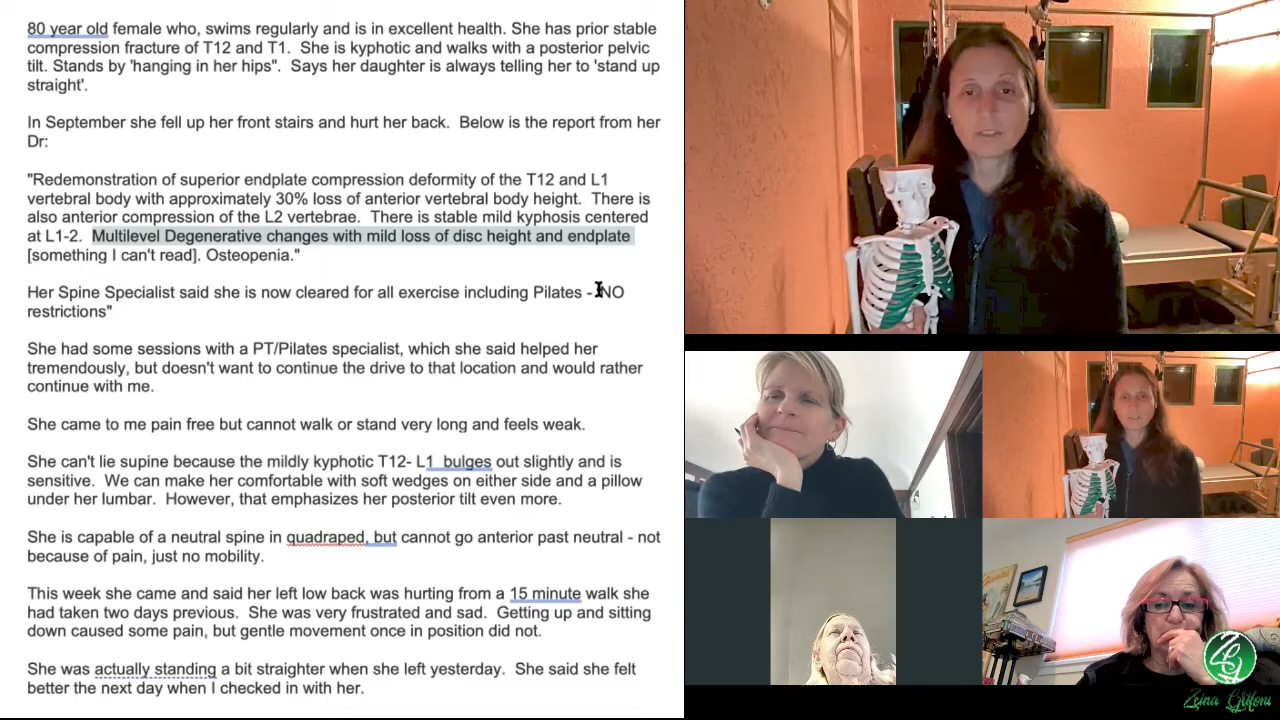 80 year old female who, swims regularly and is in excellent health. She has prior stable
compression fracture of T12 and T1.  She is kyphotic and walks with a posterior pelvic
tilt. Stands by 'hanging in her hips".  Says her daughter is always telling her to 'stand up
straight'.
In September she fell up her front stairs and hurt her back.  Below is the report from her
Dr:
"Redemonstration of superior endplate compression deformity of the T12 and L1
vertebral body with approximately 30% loss of anterior vertebral body height.  There is
also anterior compression of the L2 vertebrae.  There is stable mild kyphosis centered
at L1-2.  Multilevel Degenerative changes with mild loss of disc height and endplate
[something I can't read]. Osteopenia."
Her Spine Specialist said she is now cleared for all exercise including Pilates - "NO
restrictions"
She had some sessions with a PT/Pilates specialist, which she said helped her
tremendously, but doesn't want to continue the drive to that location and would rather
continue with me.
She came to me pain free but cannot walk or stand very long and feels weak.
She can't lie supine because the mildly kyphotic T12- L1  bulges out slightly and is
sensitive.  We can make her comfortable with soft wedges on either side and a pillow
under her lumbar.  However, that emphasizes her posterior tilt even more.
She is capable of a neutral spine in quadraped, but cannot go anterior past neutral - not
because of pain, just no mobility.
This week she came and said her left low back was hurting from a 15 minute walk she
had taken two days previous.  She was very frustrated and sad.  Getting up and sitting
down caused some pain, but gentle movement once in position did not.
She was actually standing a bit straighter when she left yesterday.  She said she felt
better the next day when I checked in with her.
Zeina Grifoni